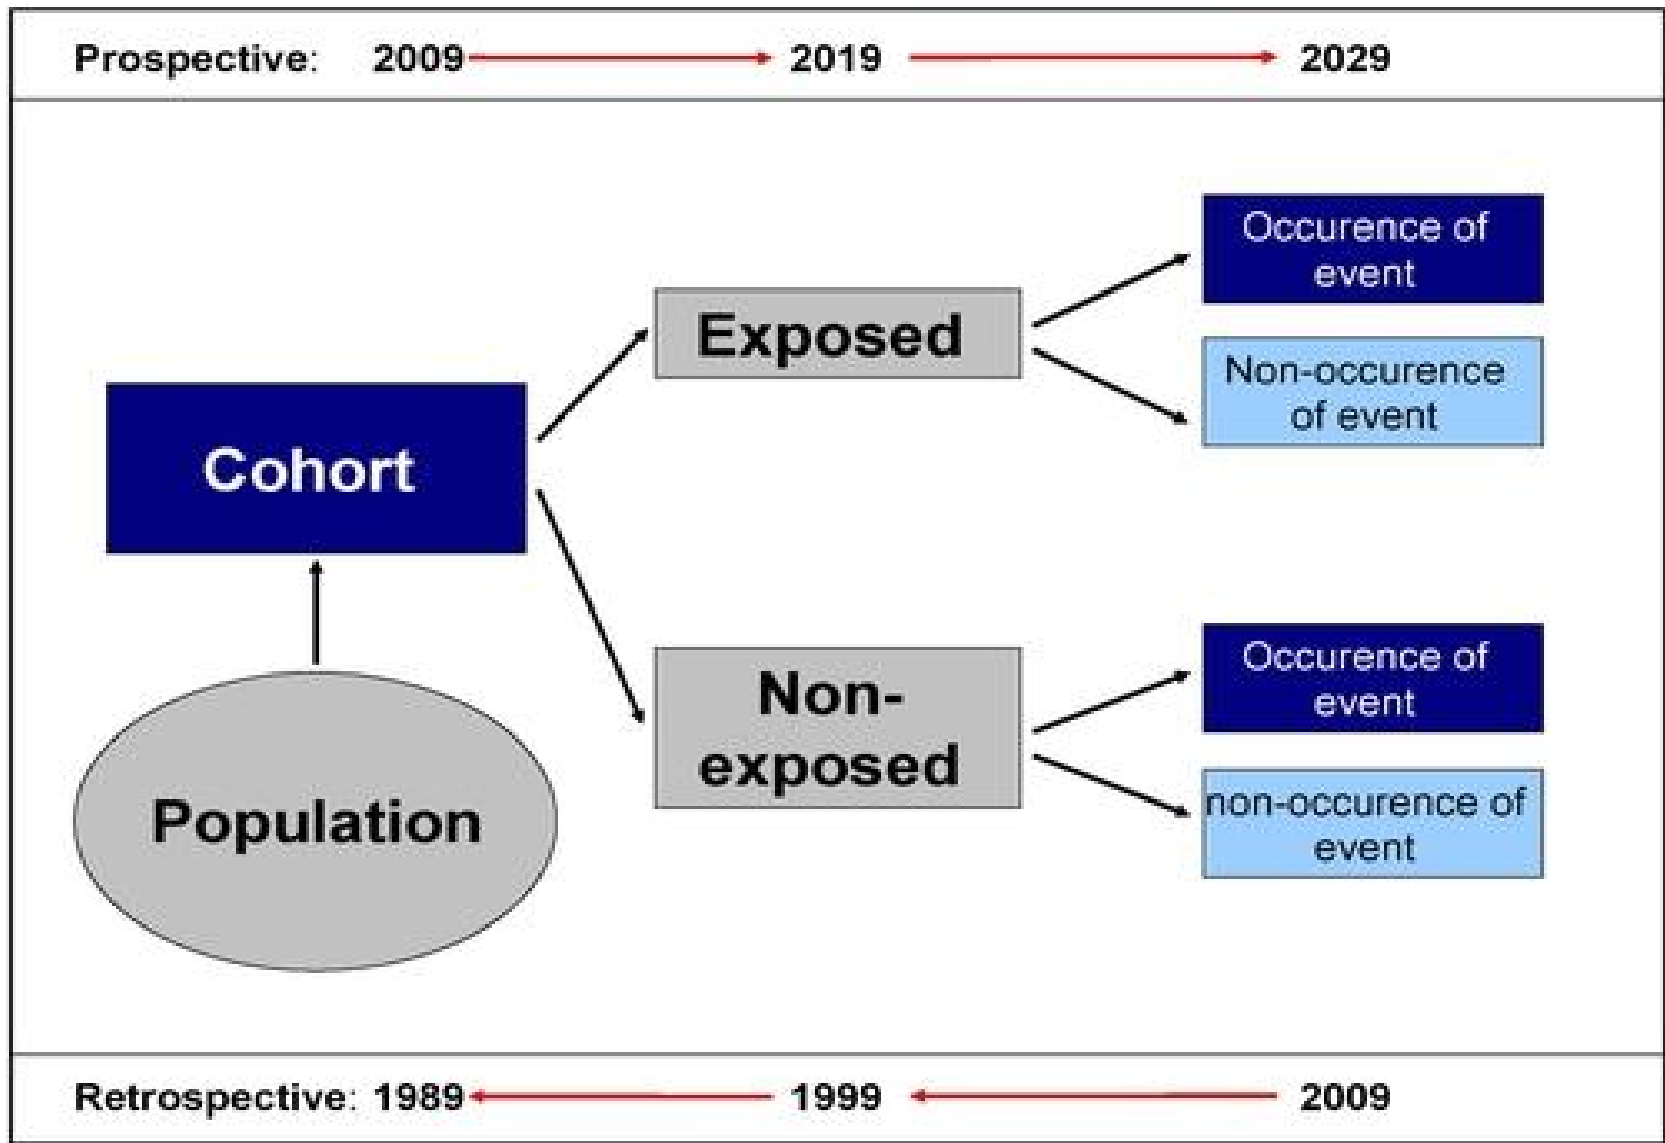 Prospective: 2009 2019 2029
Occurence of
event
Exposed
Non-occurence
of event
Cohort
Occurence of
event
Non-
exposed
non-occurence of
event
Population
Retrospective: 1989 1999 2009